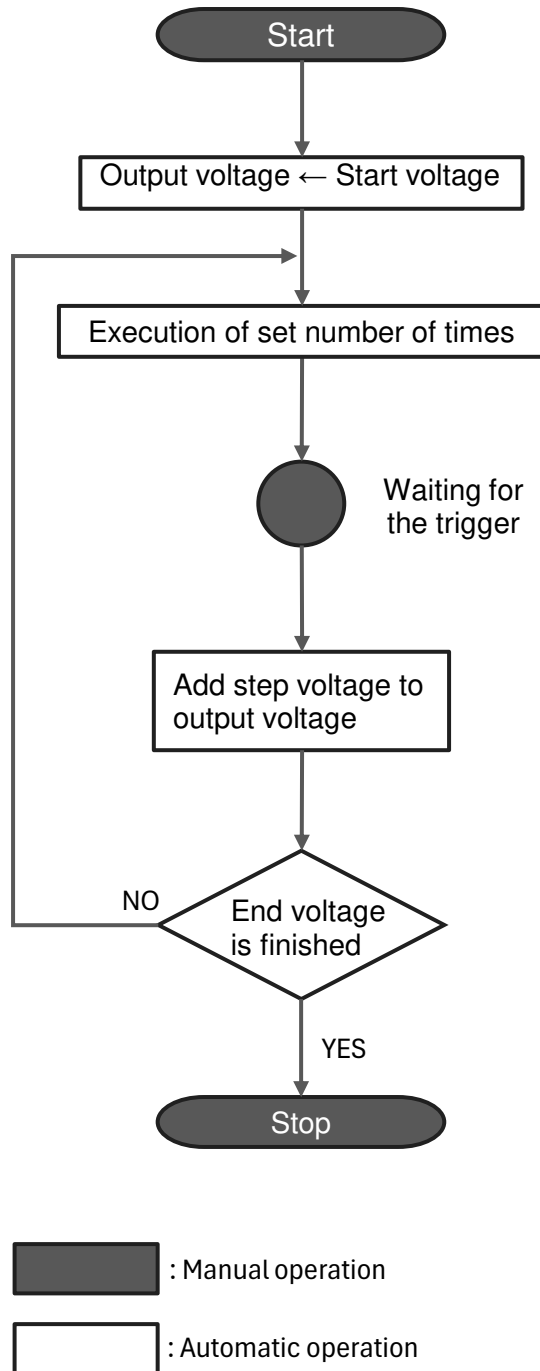 Start
Output voltage ← Start voltage
Execution of set number of times
Waiting for
the trigger
Add step voltage to
output voltage
NO
End voltage
is finished
YES
Stop
: Manual operation
: Automatic operation